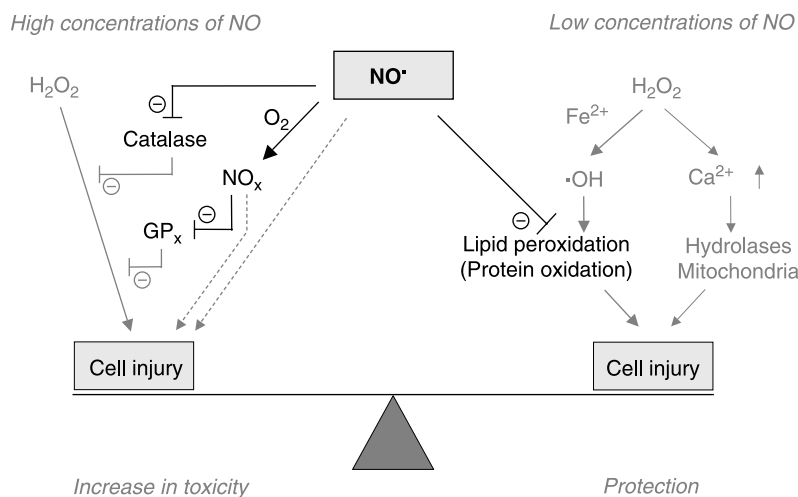 High concentrations of NO
Low concentrations of NO
NO·
H₂O₂
H₂O₂
⊖
O₂
Fe²⁺
Catalase
⊖
NOₓ
·OH
Ca²⁺
⊖
⊖
GPₓ
Lipid peroxidation
(Protein oxidation)
Hydrolases
Mitochondria
⊖
Cell injury
Cell injury
Increase in toxicity
Protection